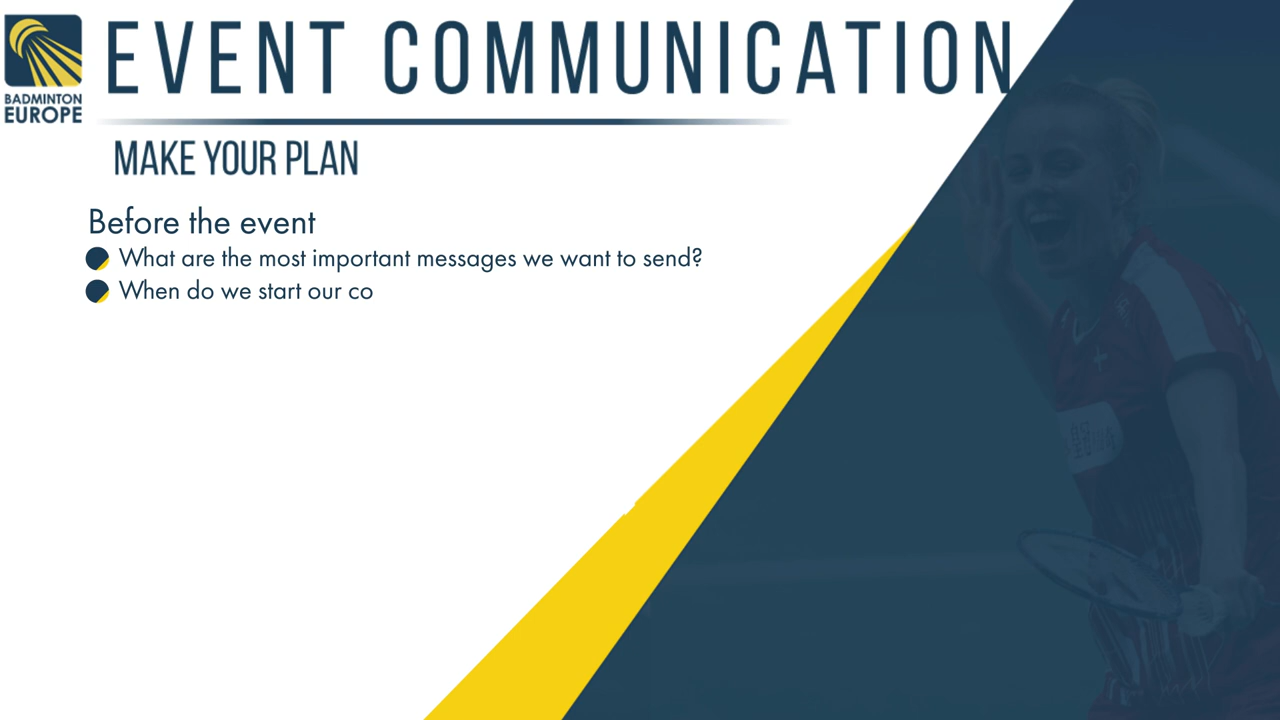 BADMINTON
EUROPE
EVENT COMMUNICATION
MAKE YOUR PLAN
Before the event
What are the most important messages we want to send?
When do we start our co